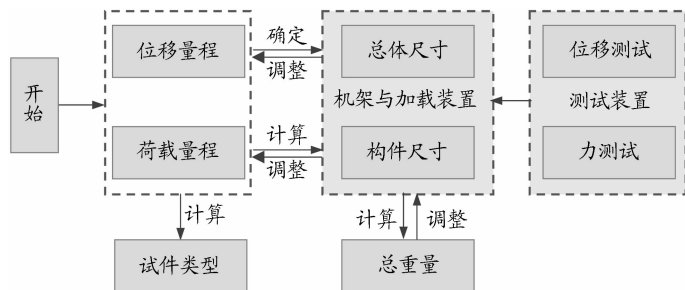 开始
位移量程
荷载量程
确定
调整
计算
调整
总体尺寸
机架与加载装置
构件尺寸
位移测试
测试装置
力测试
计算
计算
调整
试件类型
总重量